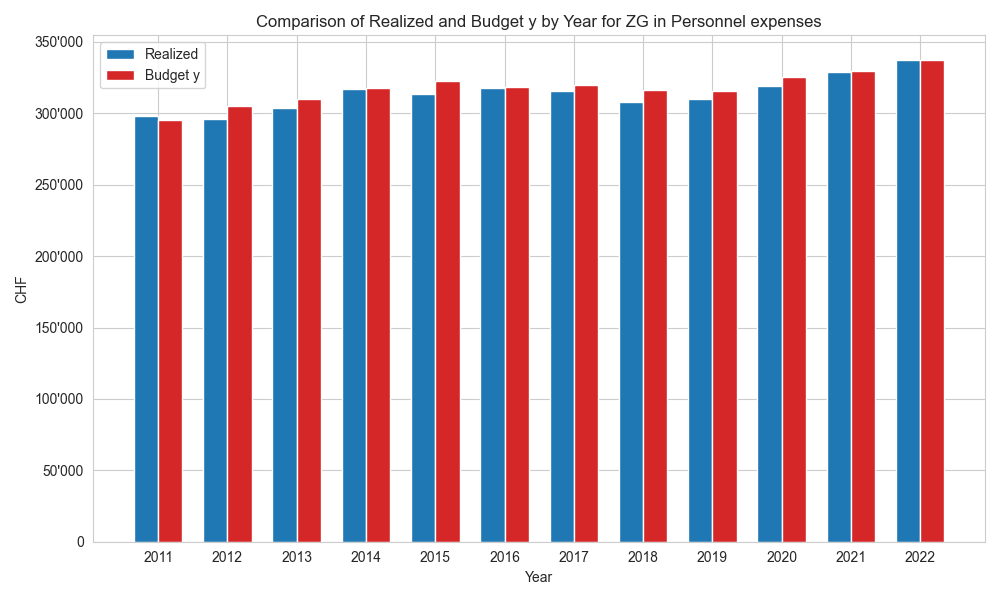 Comparison of Realized and Budget y by Year for ZG in Personnel expenses
Realized
Budget y
350'000
300'000
250'000
200'000
150'000
100'000
50'000
0
CHF
2011 2012 2013 2014 2015 2016 2017 2018 2019 2020 2021 2022
Year